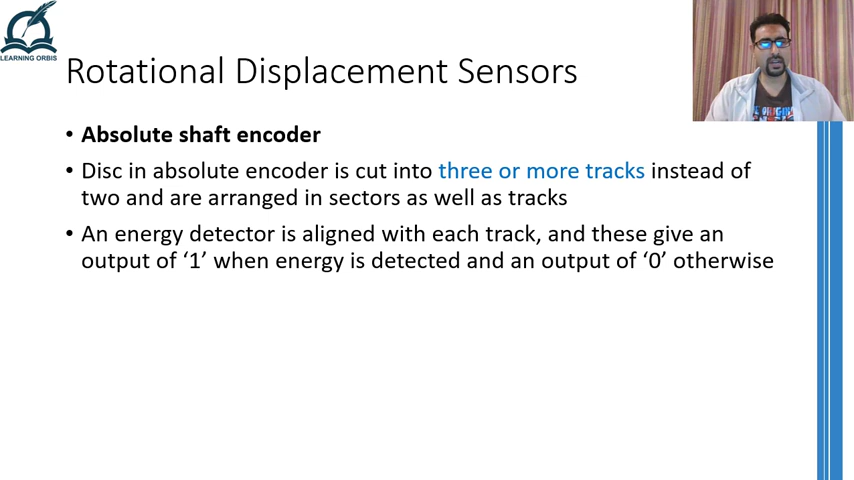 LEARNING ORBIS
Rotational Displacement Sensors
• Absolute shaft encoder
• Disc in absolute encoder is cut into three or more tracks instead of
two and are arranged in sectors as well as tracks
• An energy detector is aligned with each track, and these give an
output of ‘1’ when energy is detected and an output of ‘0’ otherwise